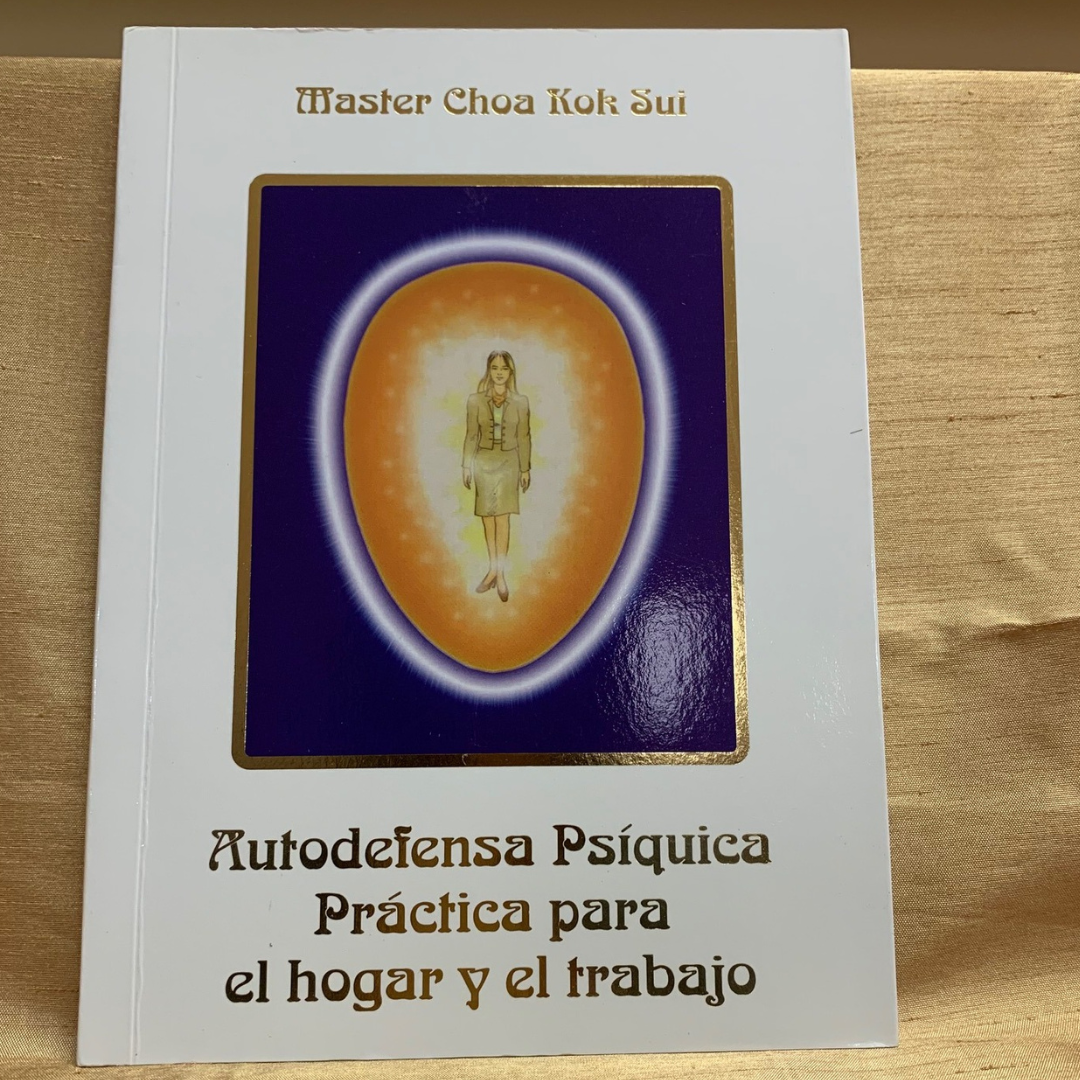 Master Choa Kok Sui
Autodefensa Psíquica
Práctica para
el hogar y el trabajo